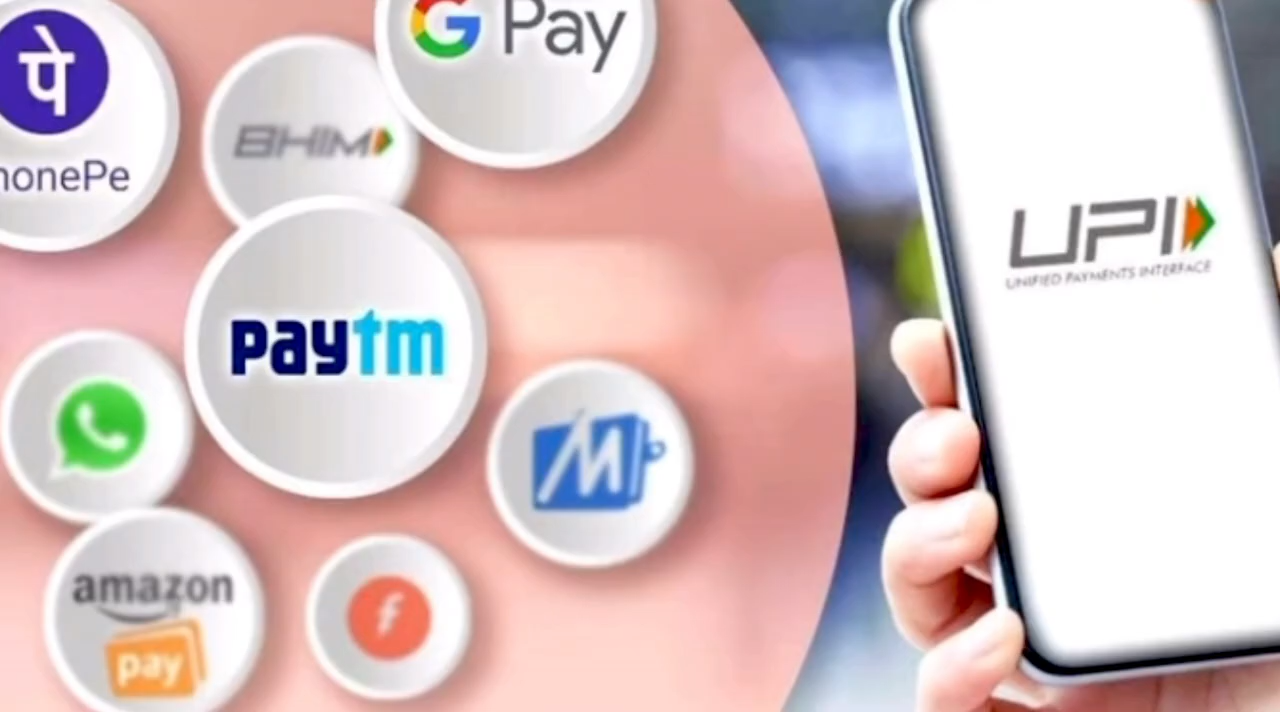 G Pay
पे
honePe
BHIM
UPI
UNIFIED PAYMENTS INTERFACE
paytm
M
amazon
pay
f